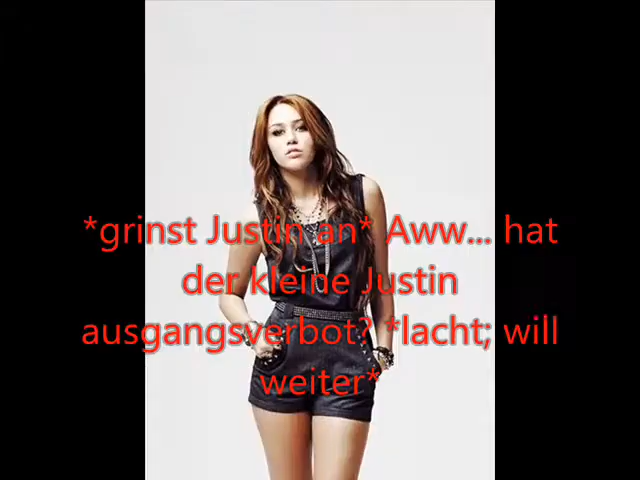 *grinst Justin an* Aww... hat
der kleine Justin
ausgangsverbot? *lacht; will
weiter*